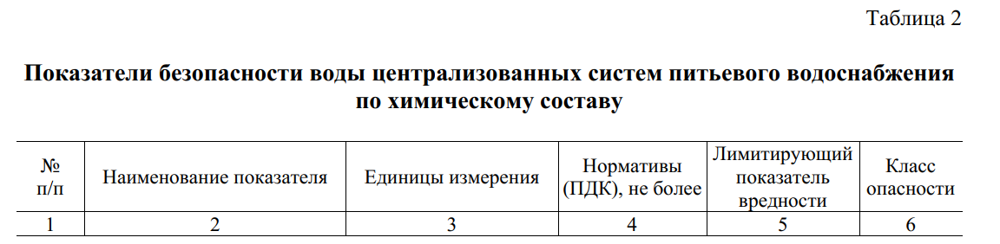 Таблица 2
Показатели безопасности воды централизованных систем питьевого водоснабжения
по химическому составу
№
п/п
Наименование показателя
Единицы измерения
Нормативы
(ПДК), не более
Лимитирующий
показатель
вредности
Класс
опасности
1 2 3 4 5 6